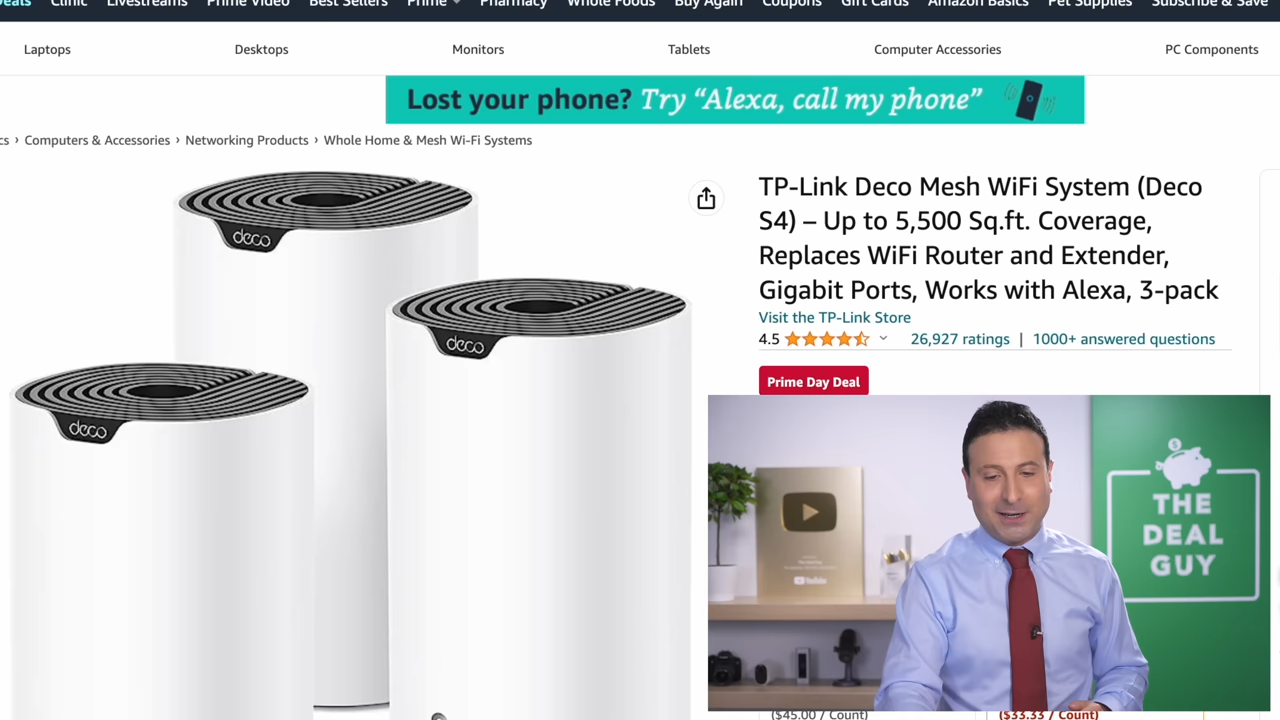 Deals Clinic Livestreams Prime Video Best Sellers Prime Pharmacy Whole Foods Buy Again Coupons Gift Cards Amazon Basics Pet Supplies Subscribe & Save
Laptops Desktops Monitors Tablets Computer Accessories PC Components
Lost your phone? Try “Alexa, call my phone”
cs › Computers & Accessories › Networking Products › Whole Home & Mesh Wi-Fi Systems
TP-Link Deco Mesh WiFi System (Deco
S4) – Up to 5,500 Sq.ft. Coverage,
Replaces WiFi Router and Extender,
Gigabit Ports, Works with Alexa, 3-pack
Visit the TP-Link Store
4.5 26,927 ratings | 1000+ answered questions
Prime Day Deal
deco
deco
deco
THE
DEAL
GUY
YouTube
($45.00 / Count) ($33.33 / Count)